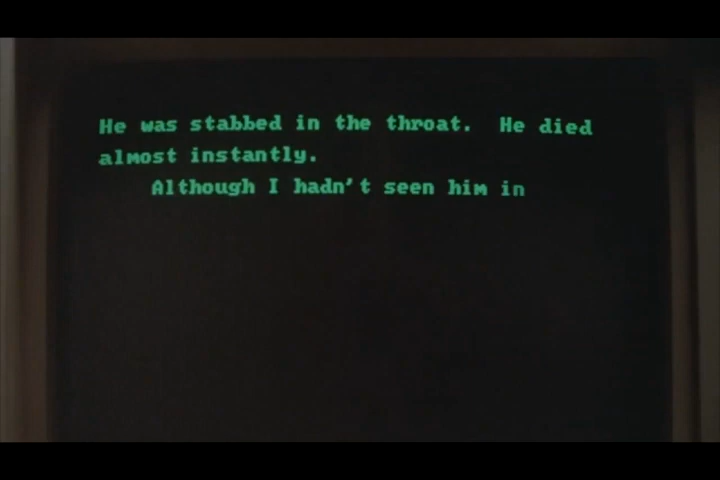 He was stabbed in the throat.  He died
almost instantly.
Although I hadn't seen him in